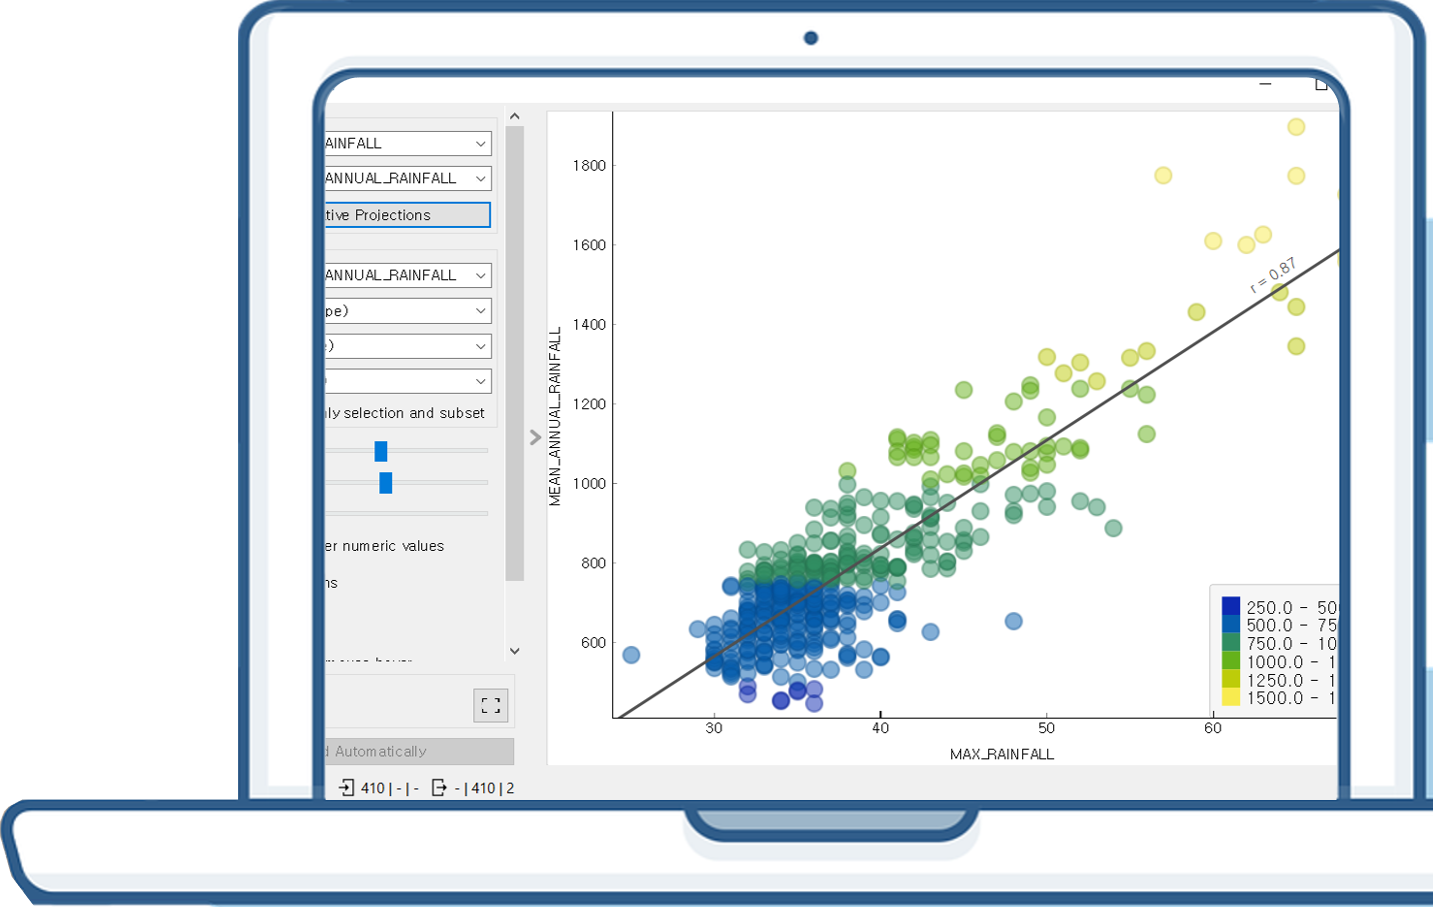 AINFALL
ANNUAL_RAINFALL
tive Projections
ANNUAL_RAINFALL
pe)
)
nly selection and subset
er numeric values
ns
d Automatically
410 | - | - - | 410 | 2
MEAN_ANNUAL_RAINFALL
1800
1600
1400
1200
1000
800
600
r = 0.87
250.0 - 50
500.0 - 75
750.0 - 10
1000.0 - 1
1250.0 - 1
1500.0 - 1
30 40 50 60
MAX_RAINFALL